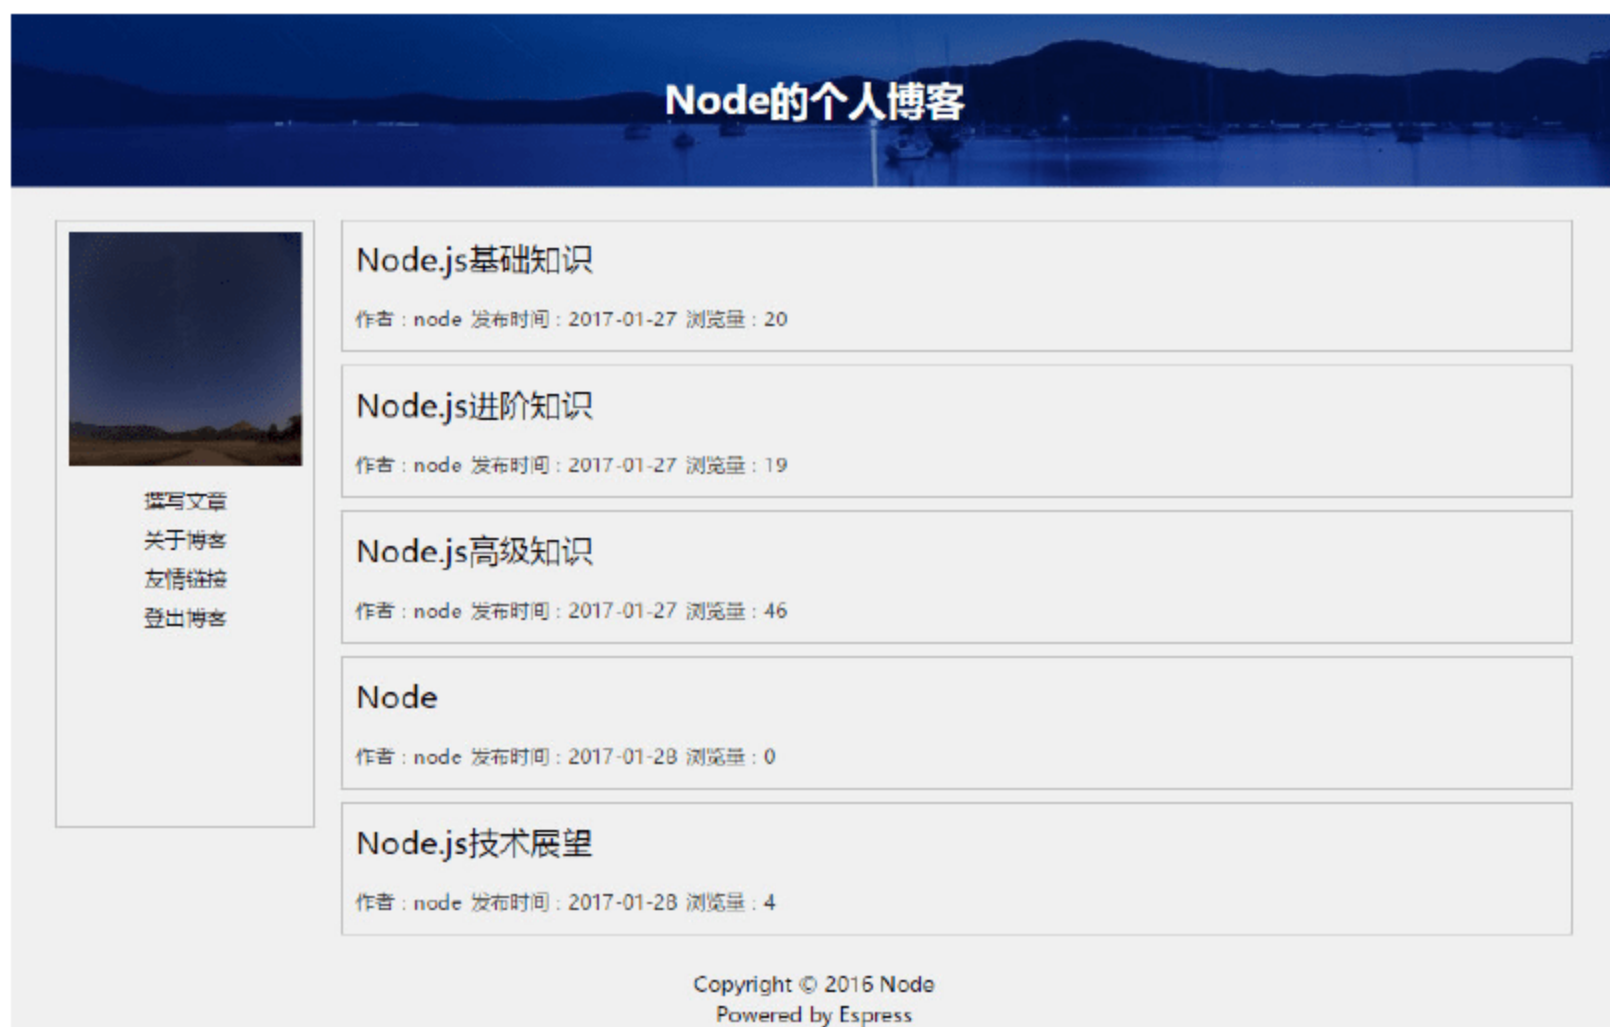 Node的个人博客
撰写文章
关于博客
友情链接
登出博客
Node.js基础知识
作者：node 发布时间：2017-01-27 浏览量：20
Node.js进阶知识
作者：node 发布时间：2017-01-27 浏览量：19
Node.js高级知识
作者：node 发布时间：2017-01-27 浏览量：46
Node
作者：node 发布时间：2017-01-28 浏览量：0
Node.js技术展望
作者：node 发布时间：2017-01-28 浏览量：4
Copyright © 2016 Node
Powered by Espress